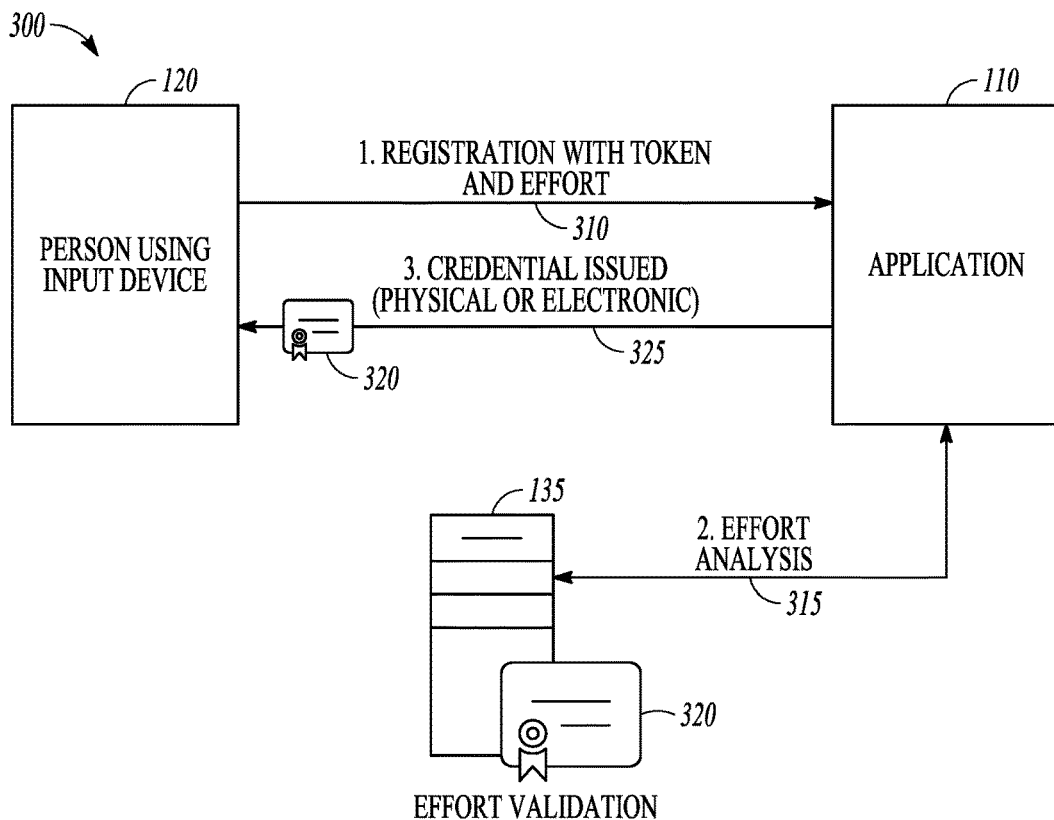 300
120
110
1. REGISTRATION WITH TOKEN
AND EFFORT
310
PERSON USING
INPUT DEVICE
APPLICATION
3. CREDENTIAL ISSUED
(PHYSICAL OR ELECTRONIC)
325
320
135
2. EFFORT
ANALYSIS
315
320
EFFORT VALIDATION